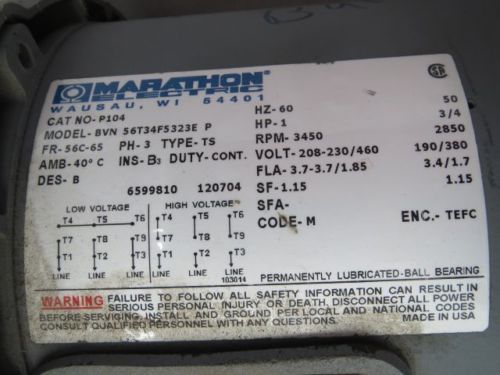 MARATHON
ELECTRIC
WAUSAU, WI 54401
CAT NO- P104
MODEL- 8VN 56T34F5323E P
FR- 56C-65 PH- 3 TYPE- TS
AMB- 40° C INS- B3 DUTY- CONT.
DES- B
6599810 120704
HZ- 60 50
HP- 1 3/4
RPM- 3450 2850
VOLT- 208-230/460 190/380
FLA- 3.7-3.7/1.85 3.4/1.7
SF- 1.15 1.15
SFA-
CODE- M ENC.- TEFC
LOW VOLTAGE HIGH VOLTAGE
T4 T5 T6 T4 T5 T6
T7 T8 T9 T7 T8 T9
T1 T2 T3 T1 T2 T3
LINE LINE LINE LINE LINE LINE
103014
PERMANENTLY LUBRICATED-BALL BEARING
WARNING FAILURE TO FOLLOW ALL SAFETY INFORMATION CAN RESULT IN
SERIOUS PERSONAL INJURY OR DEATH, DISCONNECT ALL POWER
BEFORE SERVICING, INSTALL AND GROUND PER LOCAL AND NATIONAL CODES
CONSULT QUALIFIED PERSONNEL WITH ANY QUESTIONS. MADE IN USA